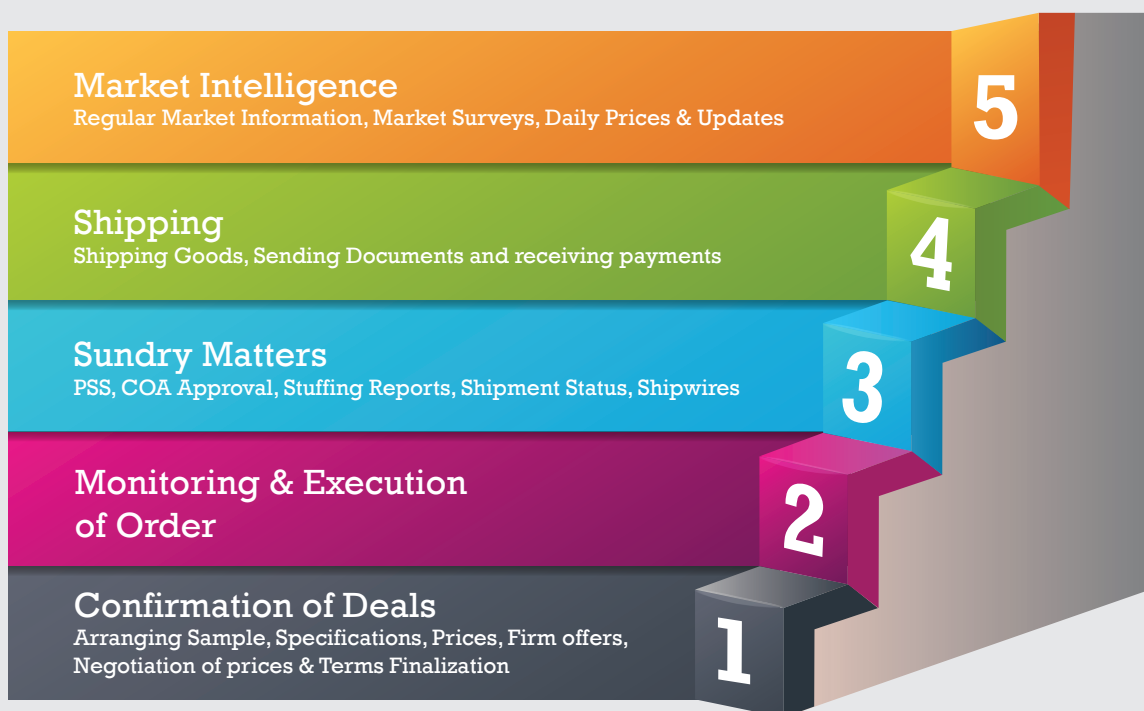 Market Intelligence
Regular Market Information, Market Surveys, Daily Prices & Updates
5
Shipping
Shipping Goods, Sending Documents and receiving payments
4
Sundry Matters
PSS, COA Approval, Stuffing Reports, Shipment Status, Shipwires
3
Monitoring & Execution
of Order
2
Confirmation of Deals
Arranging Sample, Specifications, Prices, Firm offers,
Negotiation of prices & Terms Finalization
1